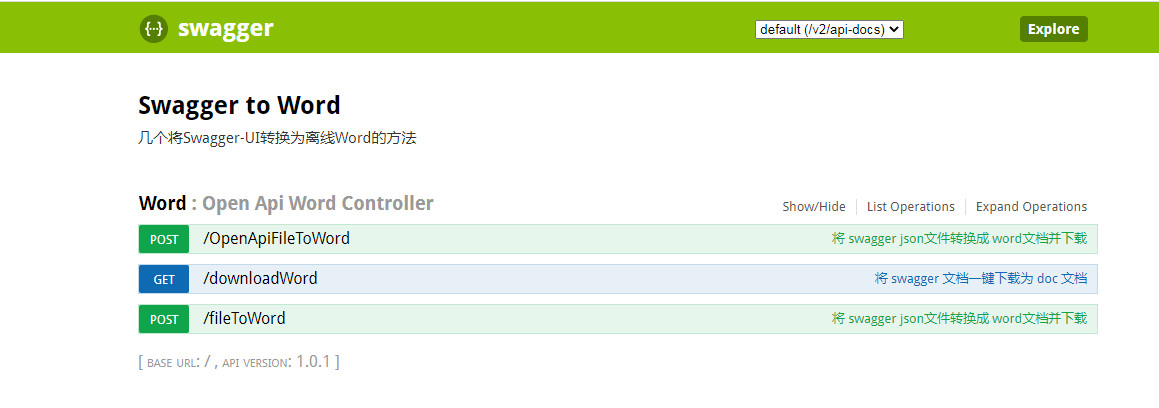 {···} swagger default (/v2/api-docs) Explore
Swagger to Word
几个将Swagger-UI转换为离线Word的方法
Word : Open Api Word Controller Show/Hide List Operations Expand Operations
POST /OpenApiFileToWord 将 swagger json文件转换成 word文档并下载
GET /downloadWord 将 swagger 文档一键下载为 doc 文档
POST /fileToWord 将 swagger json文件转换成 word文档并下载
[ BASE URL: / , API VERSION: 1.0.1 ]